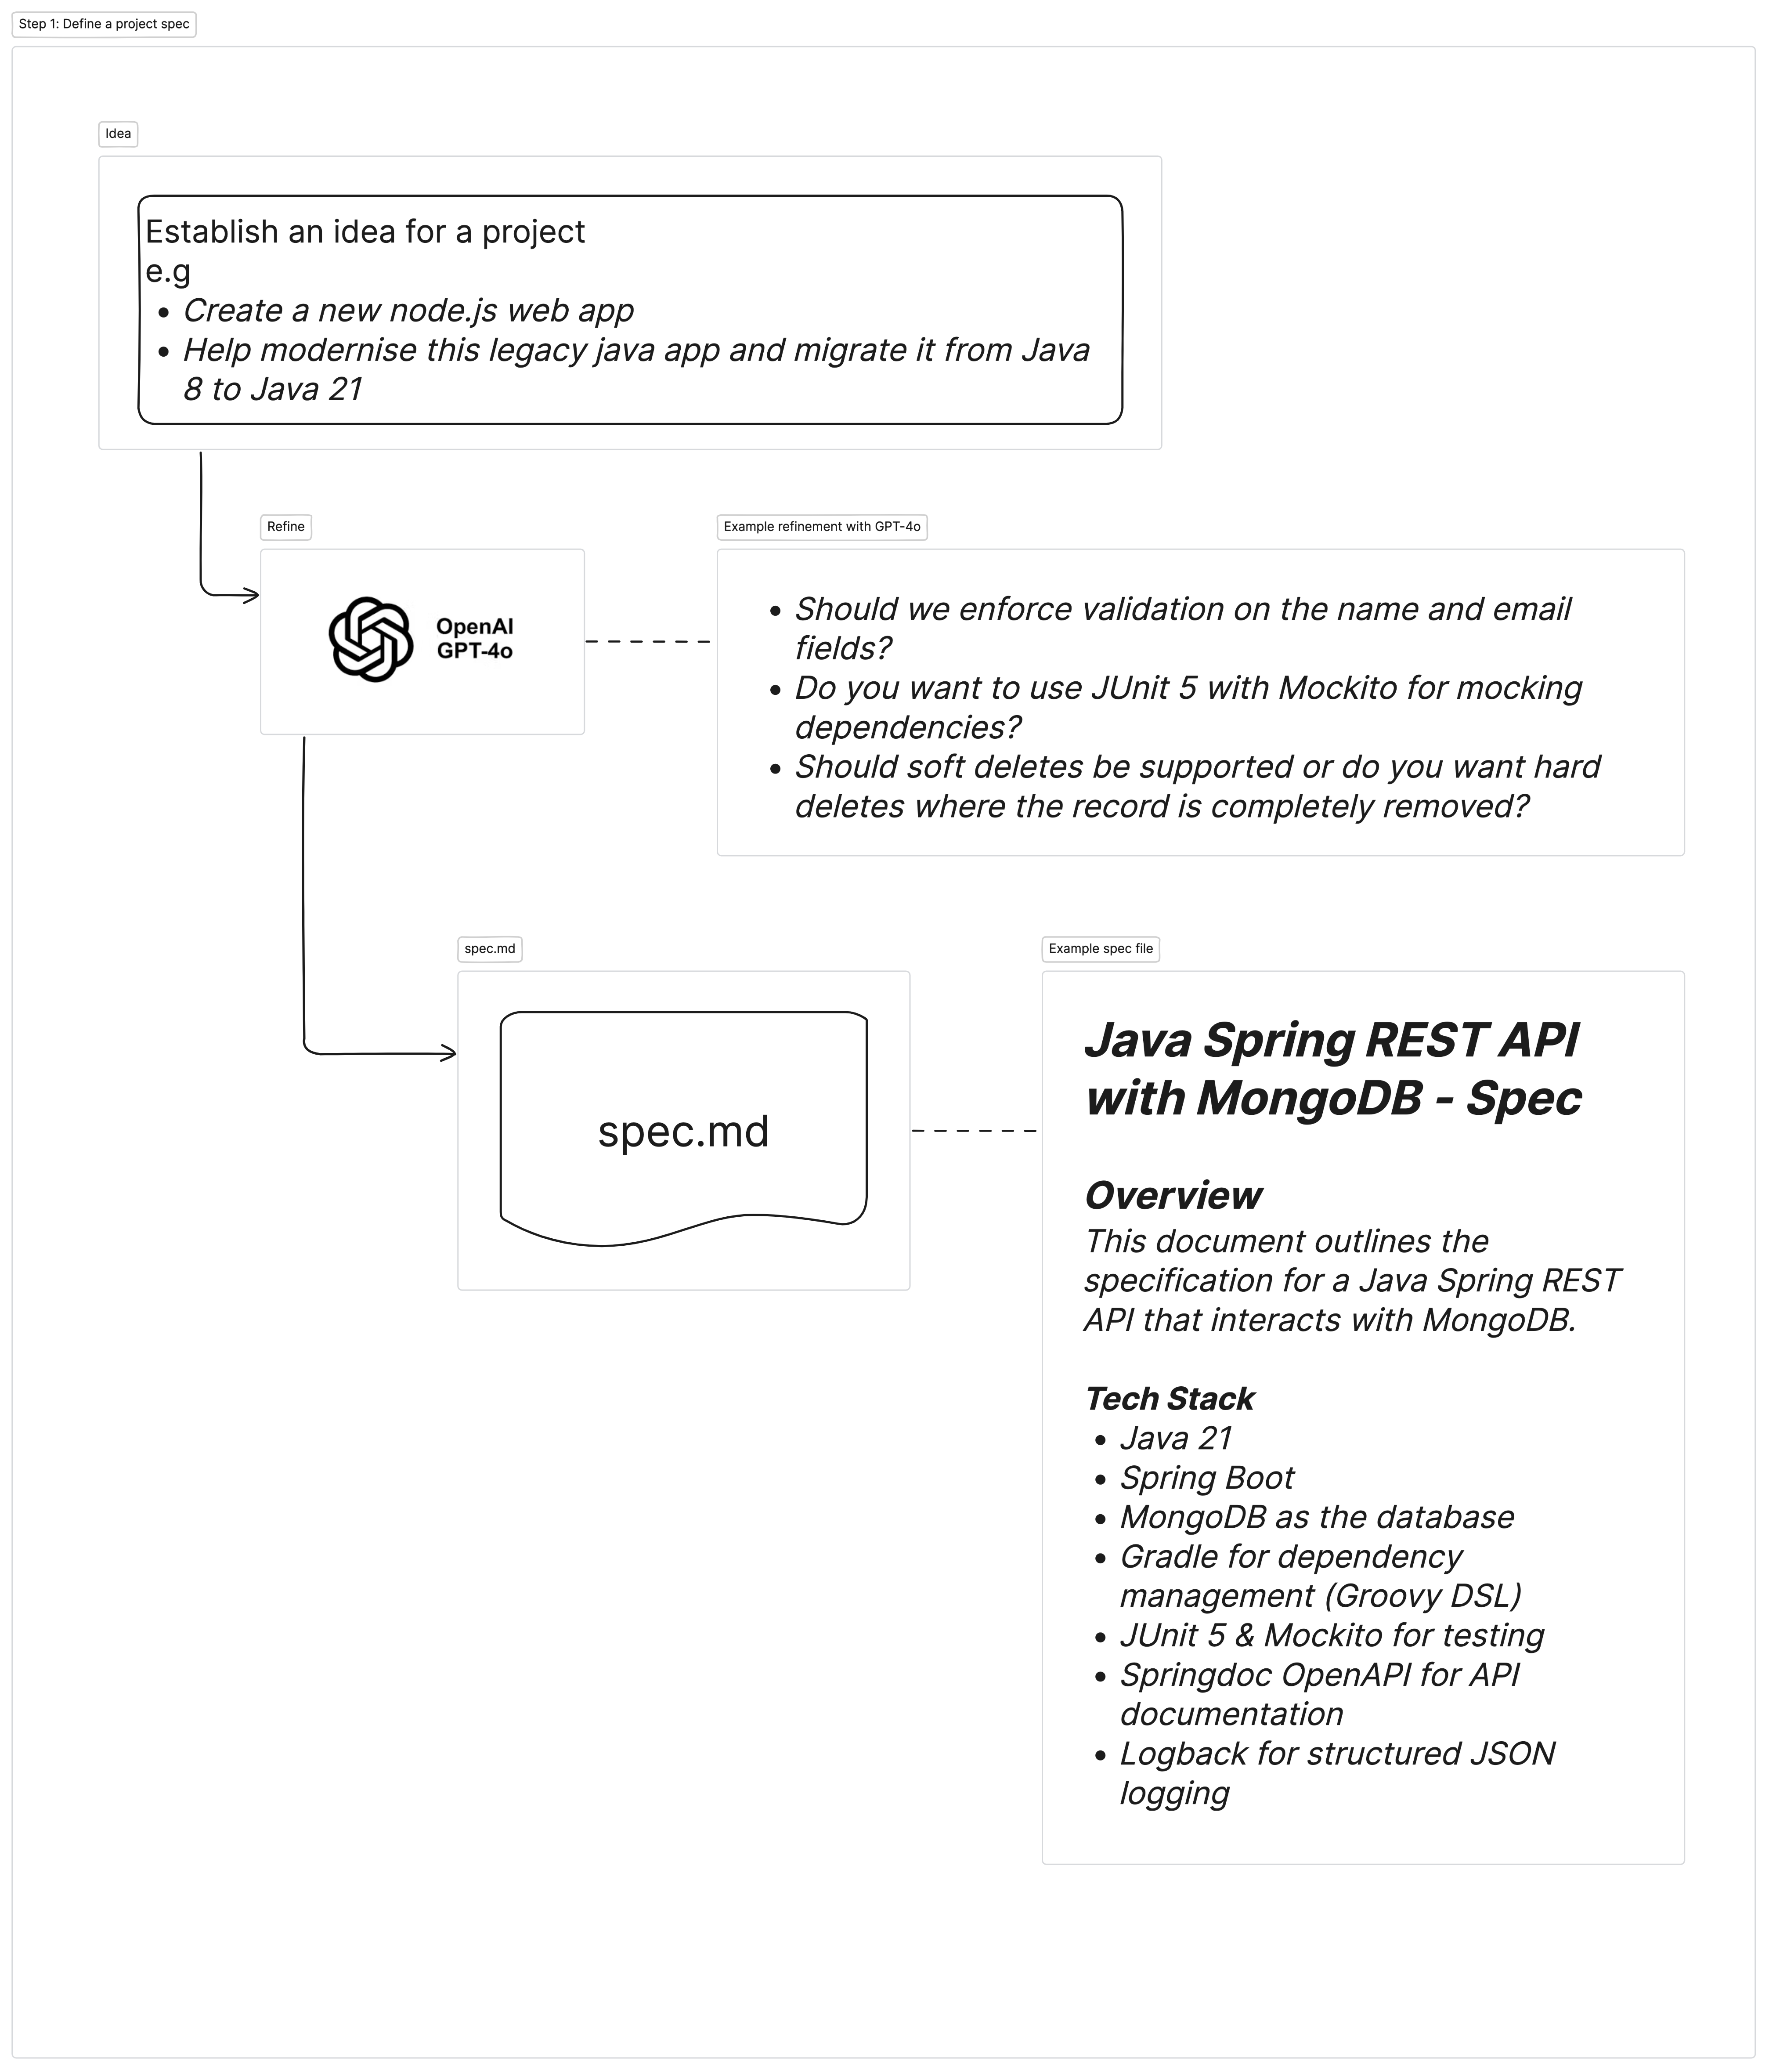 Step 1: Define a project spec
Idea
Establish an idea for a project
e.g
• Create a new node.js web app
• Help modernise this legacy java app and migrate it from Java
8 to Java 21
Refine
OpenAI
GPT-4o
Example refinement with GPT-4o
• Should we enforce validation on the name and email
fields?
• Do you want to use JUnit 5 with Mockito for mocking
dependencies?
• Should soft deletes be supported or do you want hard
deletes where the record is completely removed?
spec.md
spec.md
Example spec file
Java Spring REST API
with MongoDB - Spec
Overview
This document outlines the
specification for a Java Spring REST
API that interacts with MongoDB.
Tech Stack
• Java 21
• Spring Boot
• MongoDB as the database
• Gradle for dependency
management (Groovy DSL)
• JUnit 5 & Mockito for testing
• Springdoc OpenAPI for API
documentation
• Logback for structured JSON
logging